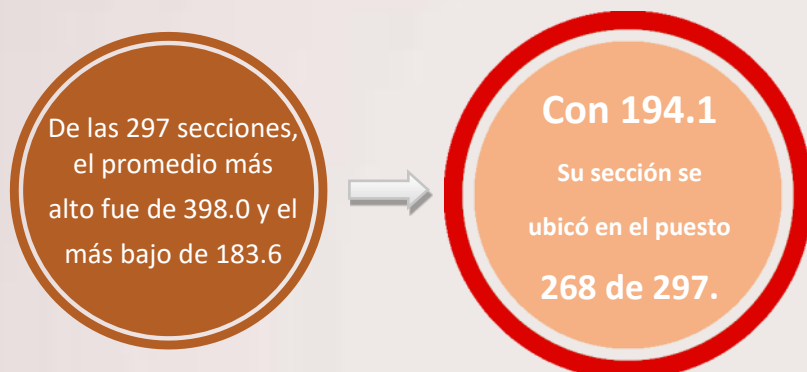 De las 297 secciones,
el promedio más
alto fue de 398.0 y el
más bajo de 183.6
Con 194.1
Su sección se
ubicó en el puesto
268 de 297.